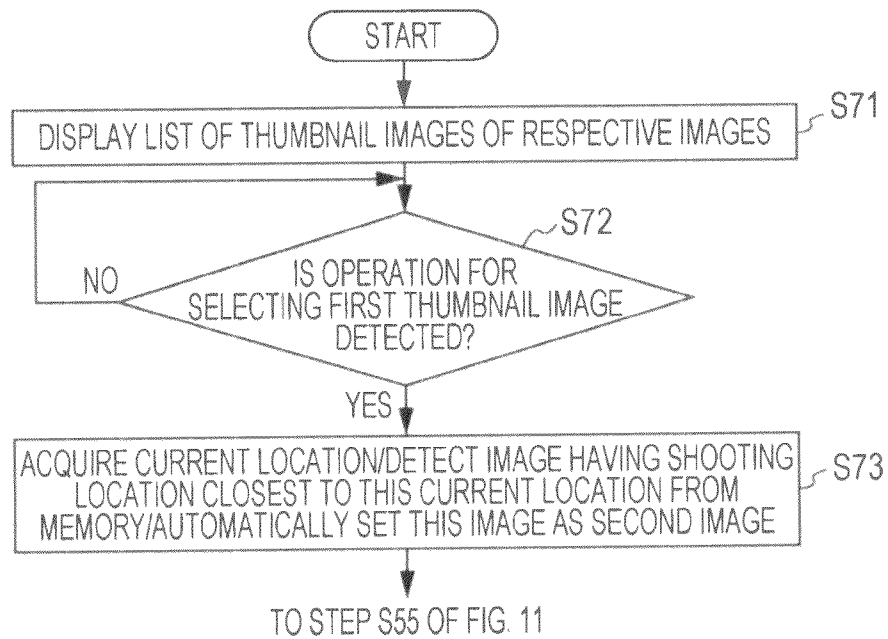 START
DISPLAY LIST OF THUMBNAIL IMAGES OF RESPECTIVE IMAGES
S71
S72
IS OPERATION FOR
SELECTING FIRST THUMBNAIL IMAGE
DETECTED?
NO
YES
ACQUIRE CURRENT LOCATION/DETECT IMAGE HAVING SHOOTING
LOCATION CLOSEST TO THIS CURRENT LOCATION FROM
MEMORY/AUTOMATICALLY SET THIS IMAGE AS SECOND IMAGE
S73
TO STEP S55 OF FIG. 11